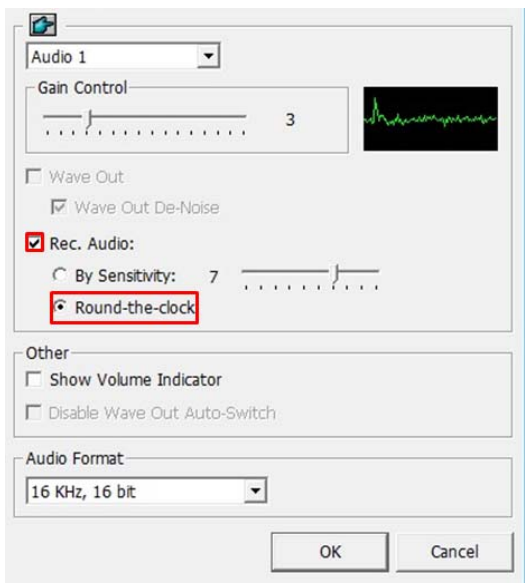 Audio 1
Gain Control
3
Wave Out
Wave Out De-Noise
Rec. Audio:
By Sensitivity: 7
Round-the-clock
Other
Show Volume Indicator
Disable Wave Out Auto-Switch
Audio Format
16 KHz, 16 bit
OK Cancel